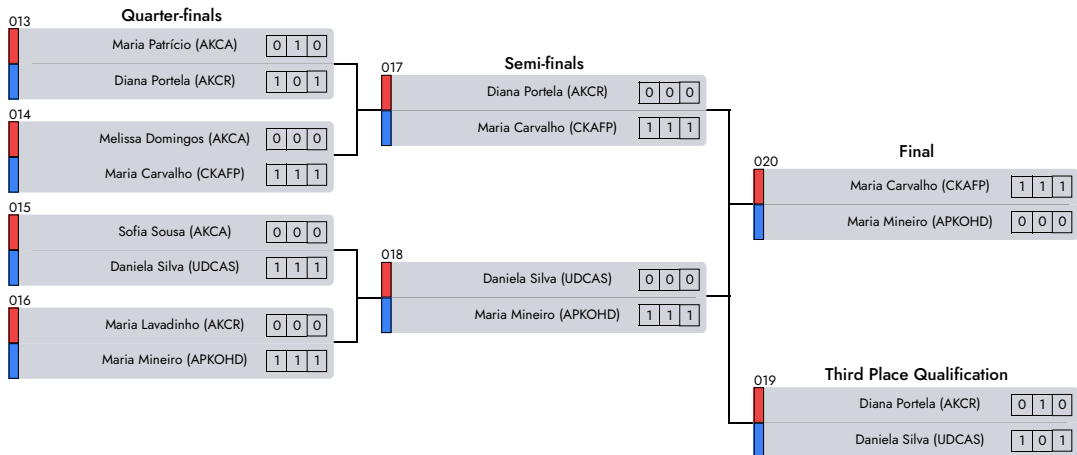 Quarter-finals
013
Maria Patrício (AKCA) 0 1 0
Diana Portela (AKCR) 1 0 1
014
Melissa Domingos (AKCA) 0 0 0
Maria Carvalho (CKAFP) 1 1 1
015
Sofia Sousa (AKCA) 0 0 0
Daniela Silva (UDCAS) 1 1 1
016
Maria Lavadinho (AKCR) 0 0 0
Maria Mineiro (APKOHD) 1 1 1
Semi-finals
017
Diana Portela (AKCR) 0 0 0
Maria Carvalho (CKAFP) 1 1 1
018
Daniela Silva (UDCAS) 0 0 0
Maria Mineiro (APKOHD) 1 1 1
Final
020
Maria Carvalho (CKAFP) 1 1 1
Maria Mineiro (APKOHD) 0 0 0
Third Place Qualification
019
Diana Portela (AKCR) 0 1 0
Daniela Silva (UDCAS) 1 0 1